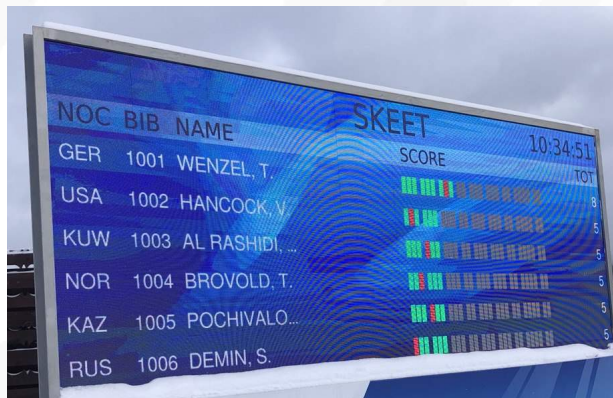 SKEET
10:34:51
NOC BIB NAME SCORE TOT
GER 1001 WENZEL, T. 8
USA 1002 HANCOCK, V. 5
KUW 1003 AL RASHIDI, ... 5
NOR 1004 BROVOLD, T. 5
KAZ 1005 POCHIVALO... 5
RUS 1006 DEMIN, S. 5